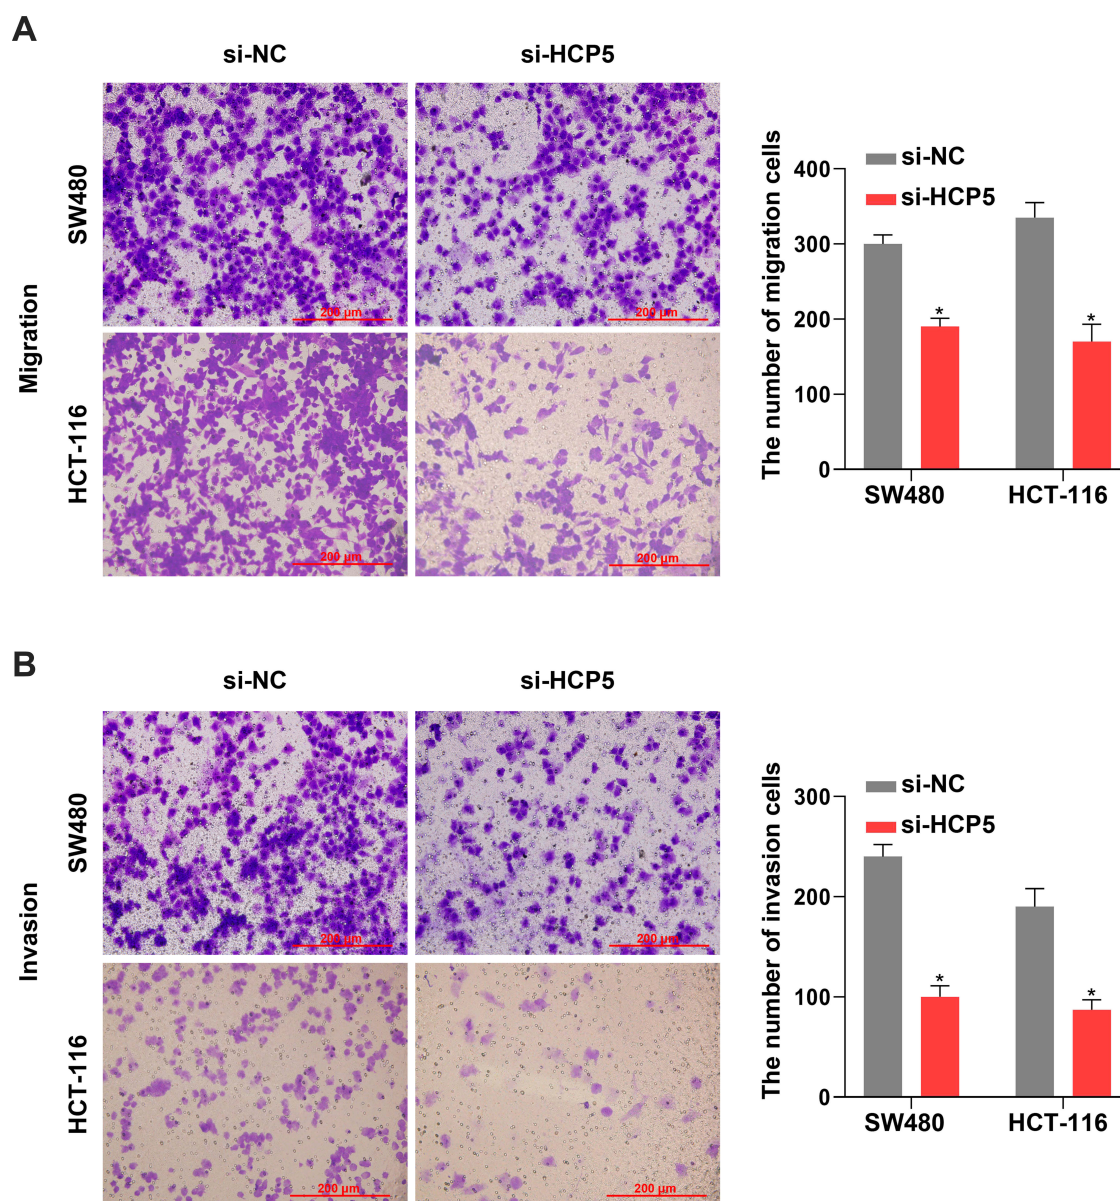 A
si-NC
si-HCP5
Migration
SW480
HCT-116
200 µm
200 µm
200 µm
200 µm
si-NC
si-HCP5
The number of migration cells
400
300
200
100
0
*
*
SW480
HCT-116
B
si-NC
si-HCP5
Invasion
SW480
HCT-116
200 µm
200 µm
200 µm
200 µm
si-NC
si-HCP5
The number of invasion cells
300
200
100
0
*
*
SW480
HCT-116